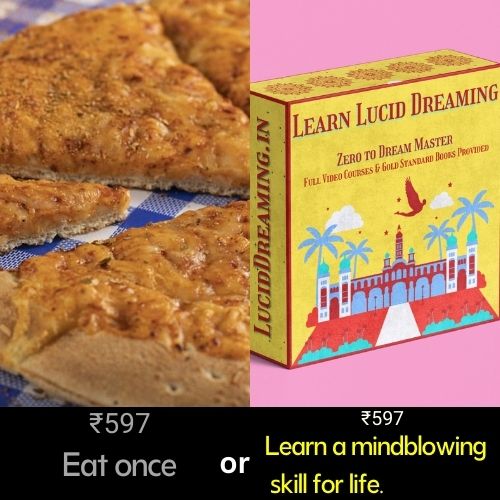 LEARN LUCID DREAMING
ZERO TO DREAM MASTER
FULL VIDEO COURSES & GOLD STANDARD BOOKS PROVIDED
LUCIDDREAMING.IN
₹597
Eat once
or
₹597
Learn a mindblowing
skill for life.